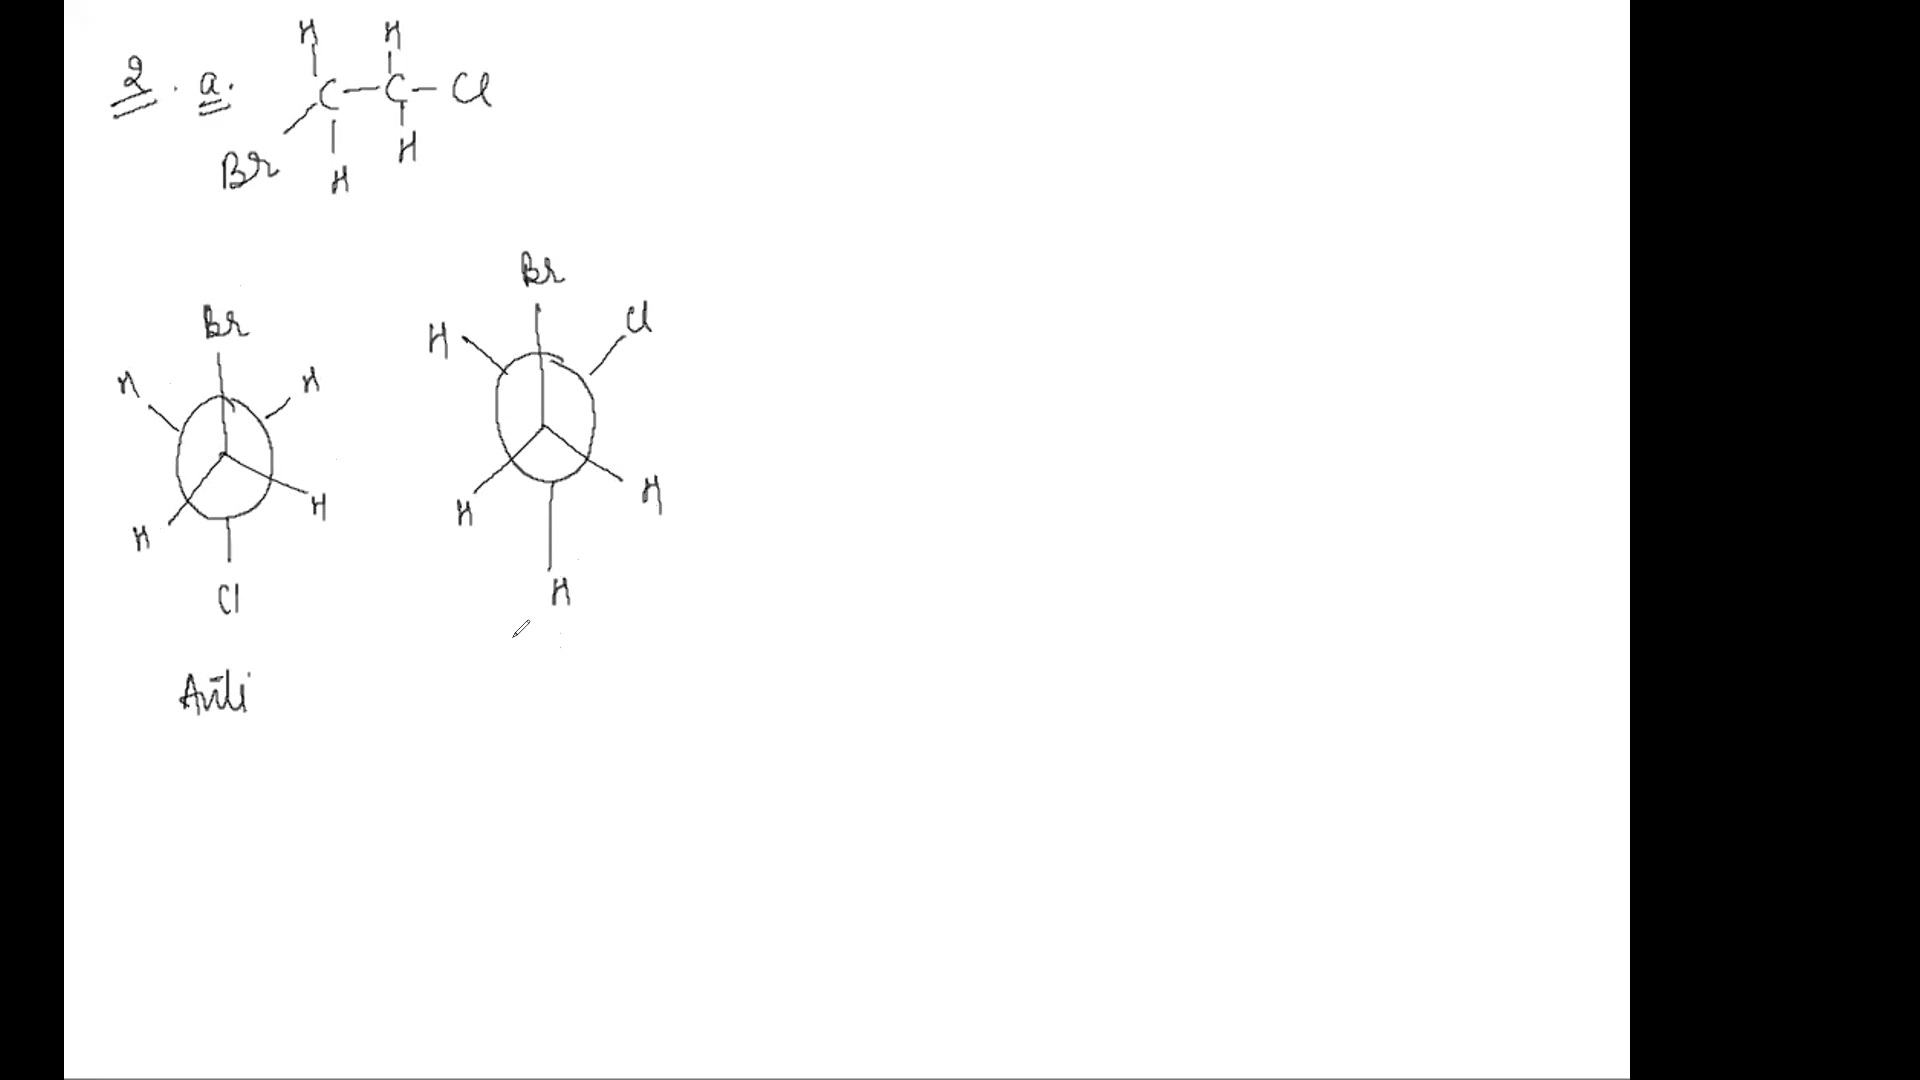 H H
2. a. C-C-Cl
Br H H
Br
Br
H Cl
H H
H H
H H
Cl H
Anti